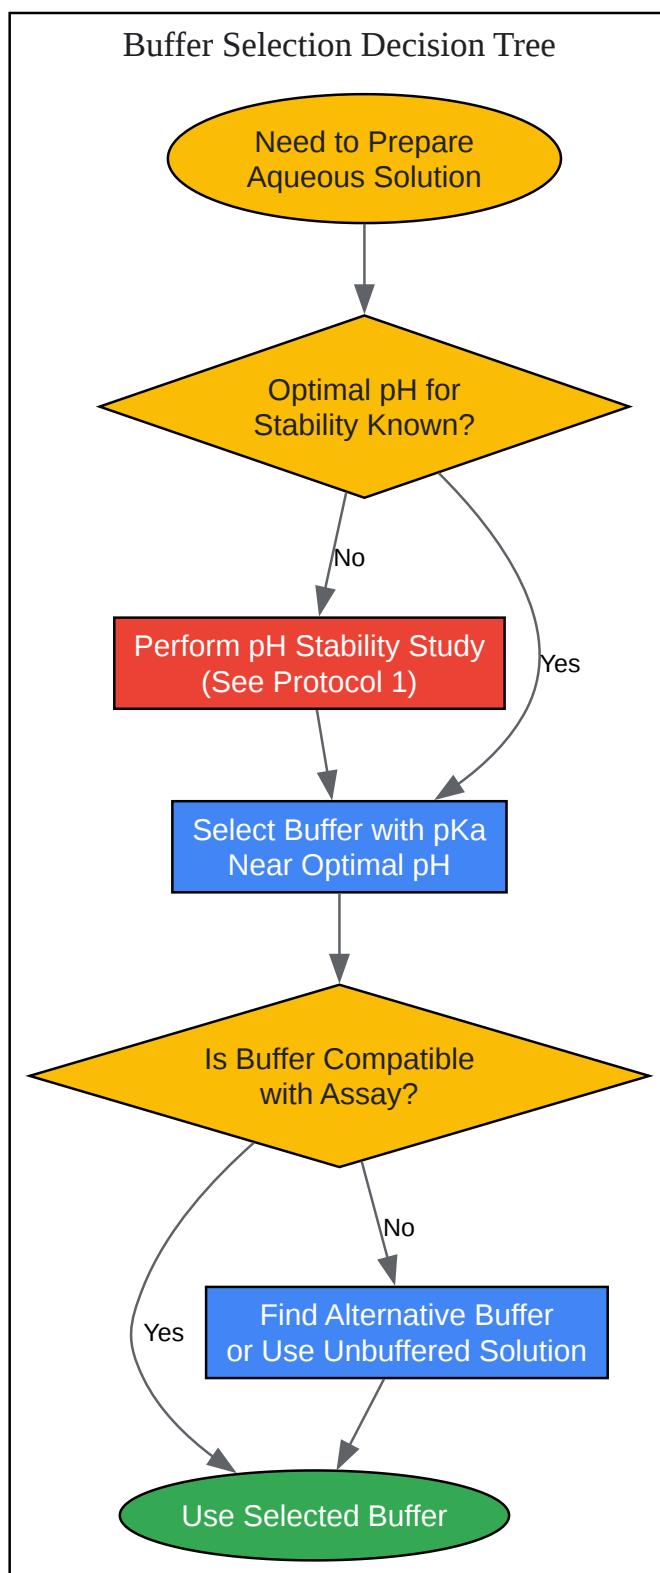 Buffer Selection Decision Tree
Need to Prepare
Aqueous Solution
Optimal pH for
Stability Known?
No
Perform pH Stability Study
(See Protocol 1)
Yes
Select Buffer with pKa
Near Optimal pH
Is Buffer Compatible
with Assay?
No
Find Alternative Buffer
or Use Unbuffered Solution
Yes
Use Selected Buffer